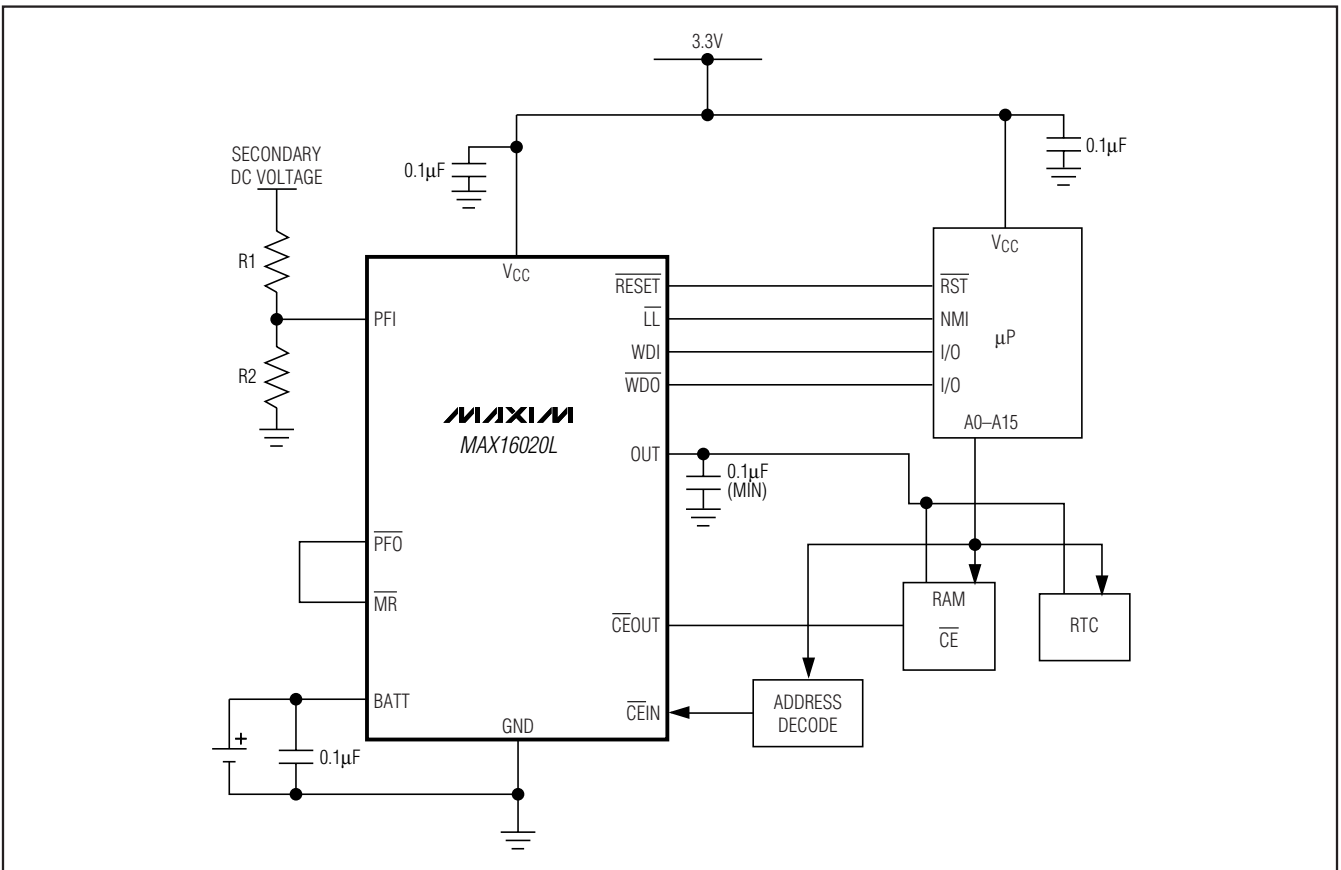 3.3V
0.1µF
0.1µF
SECONDARY
DC VOLTAGE
R1
R2
VCC
PFI
PFO
MR
BATT
GND
RESET
LL
WDI
WDO
OUT
CEOUT
CEIN
MAXIM
MAX16020L
VCC
RST
NMI
I/O
I/O
µP
A0–A15
0.1µF
(MIN)
RAM
CE
RTC
ADDRESS
DECODE
+
0.1µF